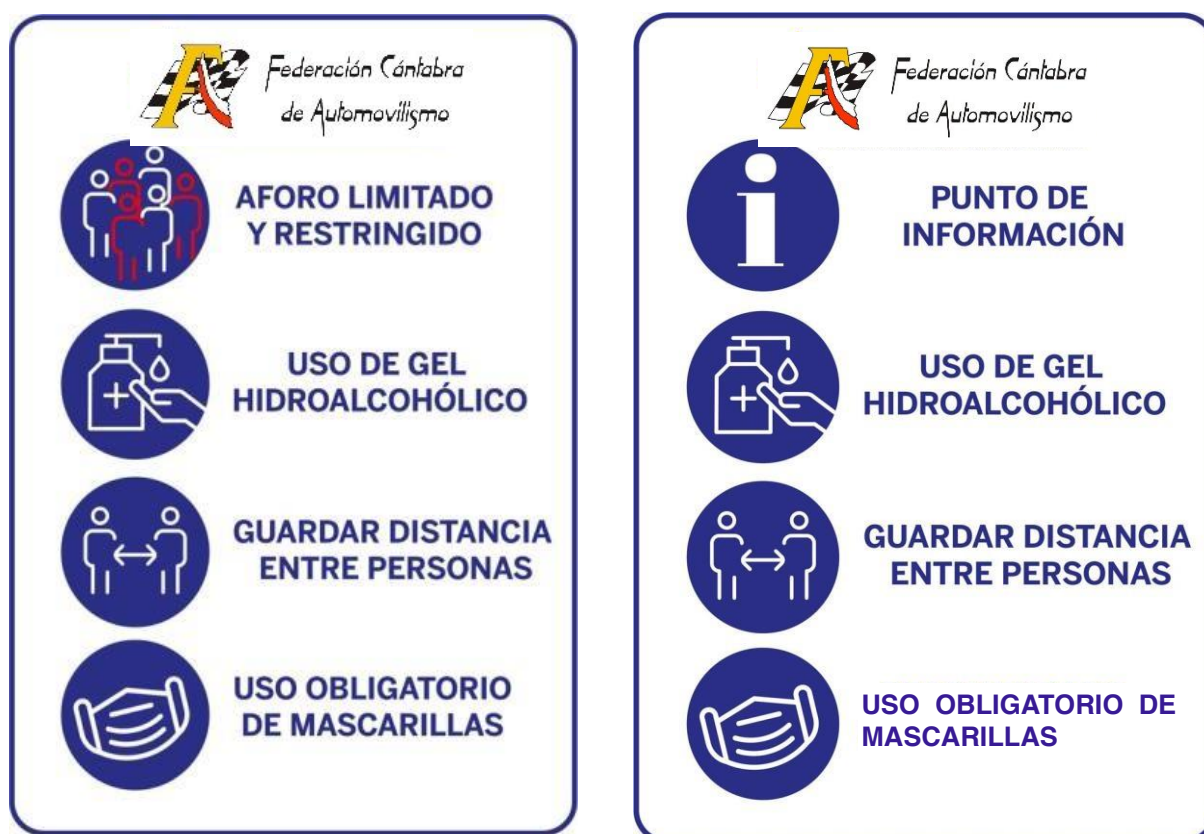 Federación Cántabra
de Automovilismo
AFORO LIMITADO
Y RESTRINGIDO
USO DE GEL
HIDROALCOHÓLICO
GUARDAR DISTANCIA
ENTRE PERSONAS
USO OBLIGATORIO
DE MASCARILLAS
Federación Cántabra
de Automovilismo
i
PUNTO DE
INFORMACIÓN
USO DE GEL
HIDROALCOHÓLICO
GUARDAR DISTANCIA
ENTRE PERSONAS
USO OBLIGATORIO DE
MASCARILLAS